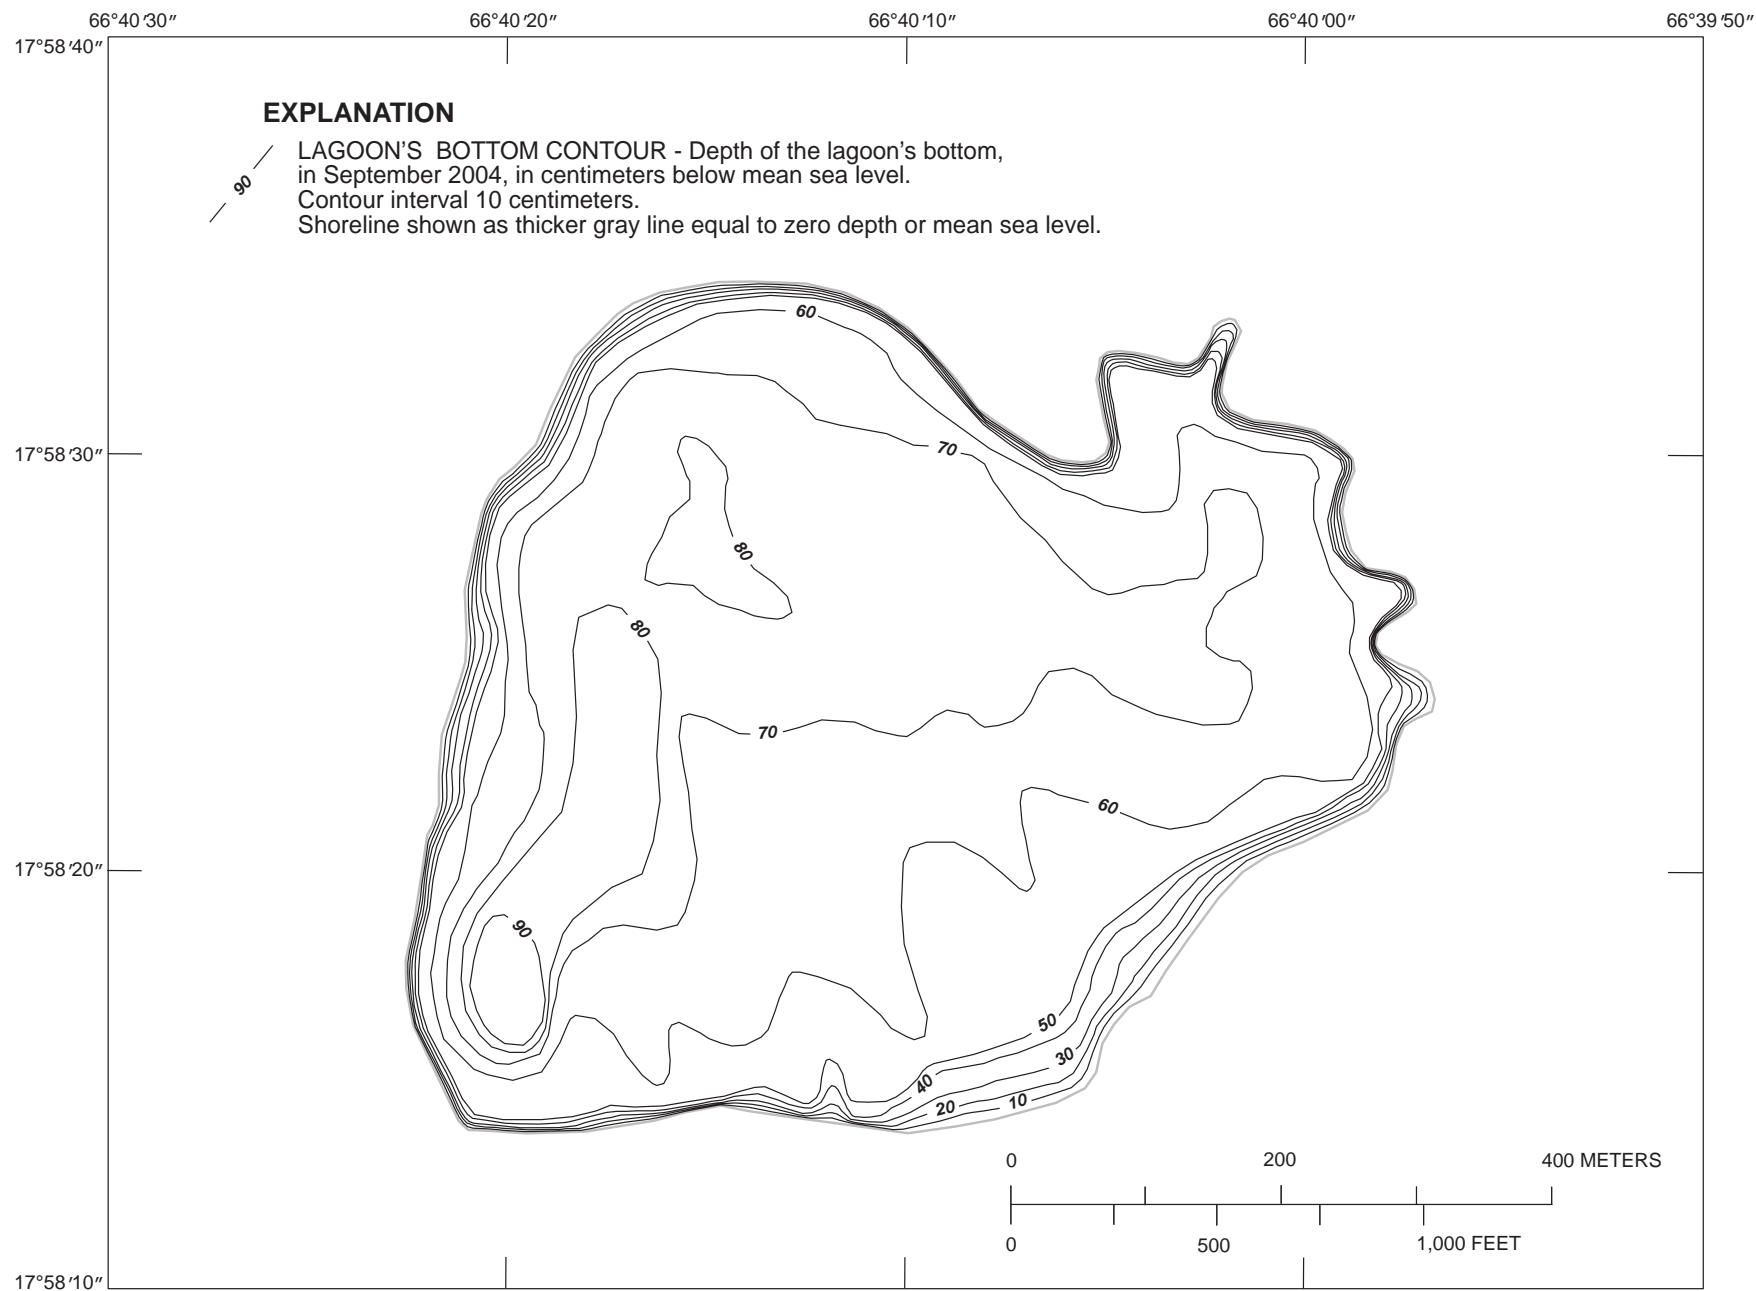 66°40′30″ 66°40′20″ 66°40′10″ 66°40′00″ 66°39′50″
17°58′40″
EXPLANATION
90
LAGOON'S BOTTOM CONTOUR - Depth of the lagoon's bottom,
in September 2004, in centimeters below mean sea level.
Contour interval 10 centimeters.
Shoreline shown as thicker gray line equal to zero depth or mean sea level.
60
70
17°58′30″
80
80
70
60
17°58′20″
90
50
30
40
20
10
0 200 400 METERS
0 500 1,000 FEET
17°58′10″